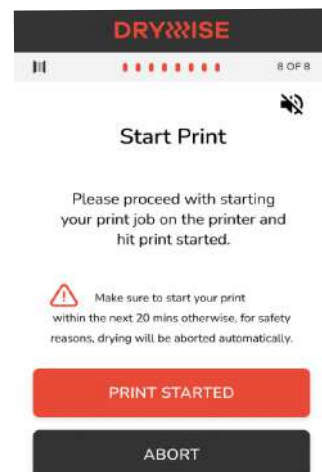 DRYWISE
8 OF 8
Start Print
Please proceed with starting
your print job on the printer and
hit print started.
Make sure to start your print
within the next 20 mins otherwise, for safety
reasons, drying will be aborted automatically.
PRINT STARTED
ABORT